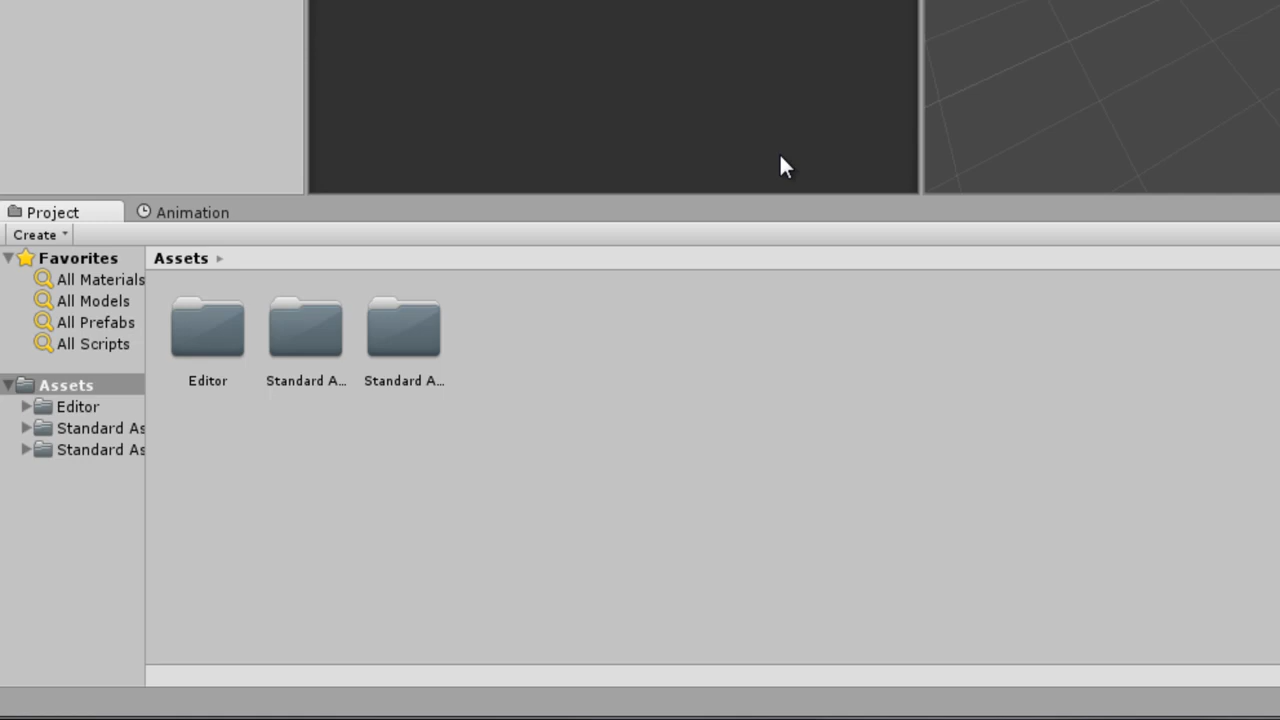 Project
Animation
Create
Favorites
All Materials
All Models
All Prefabs
All Scripts
Assets
Editor
Standard As
Standard As
Assets
Editor
Standard A...
Standard A...